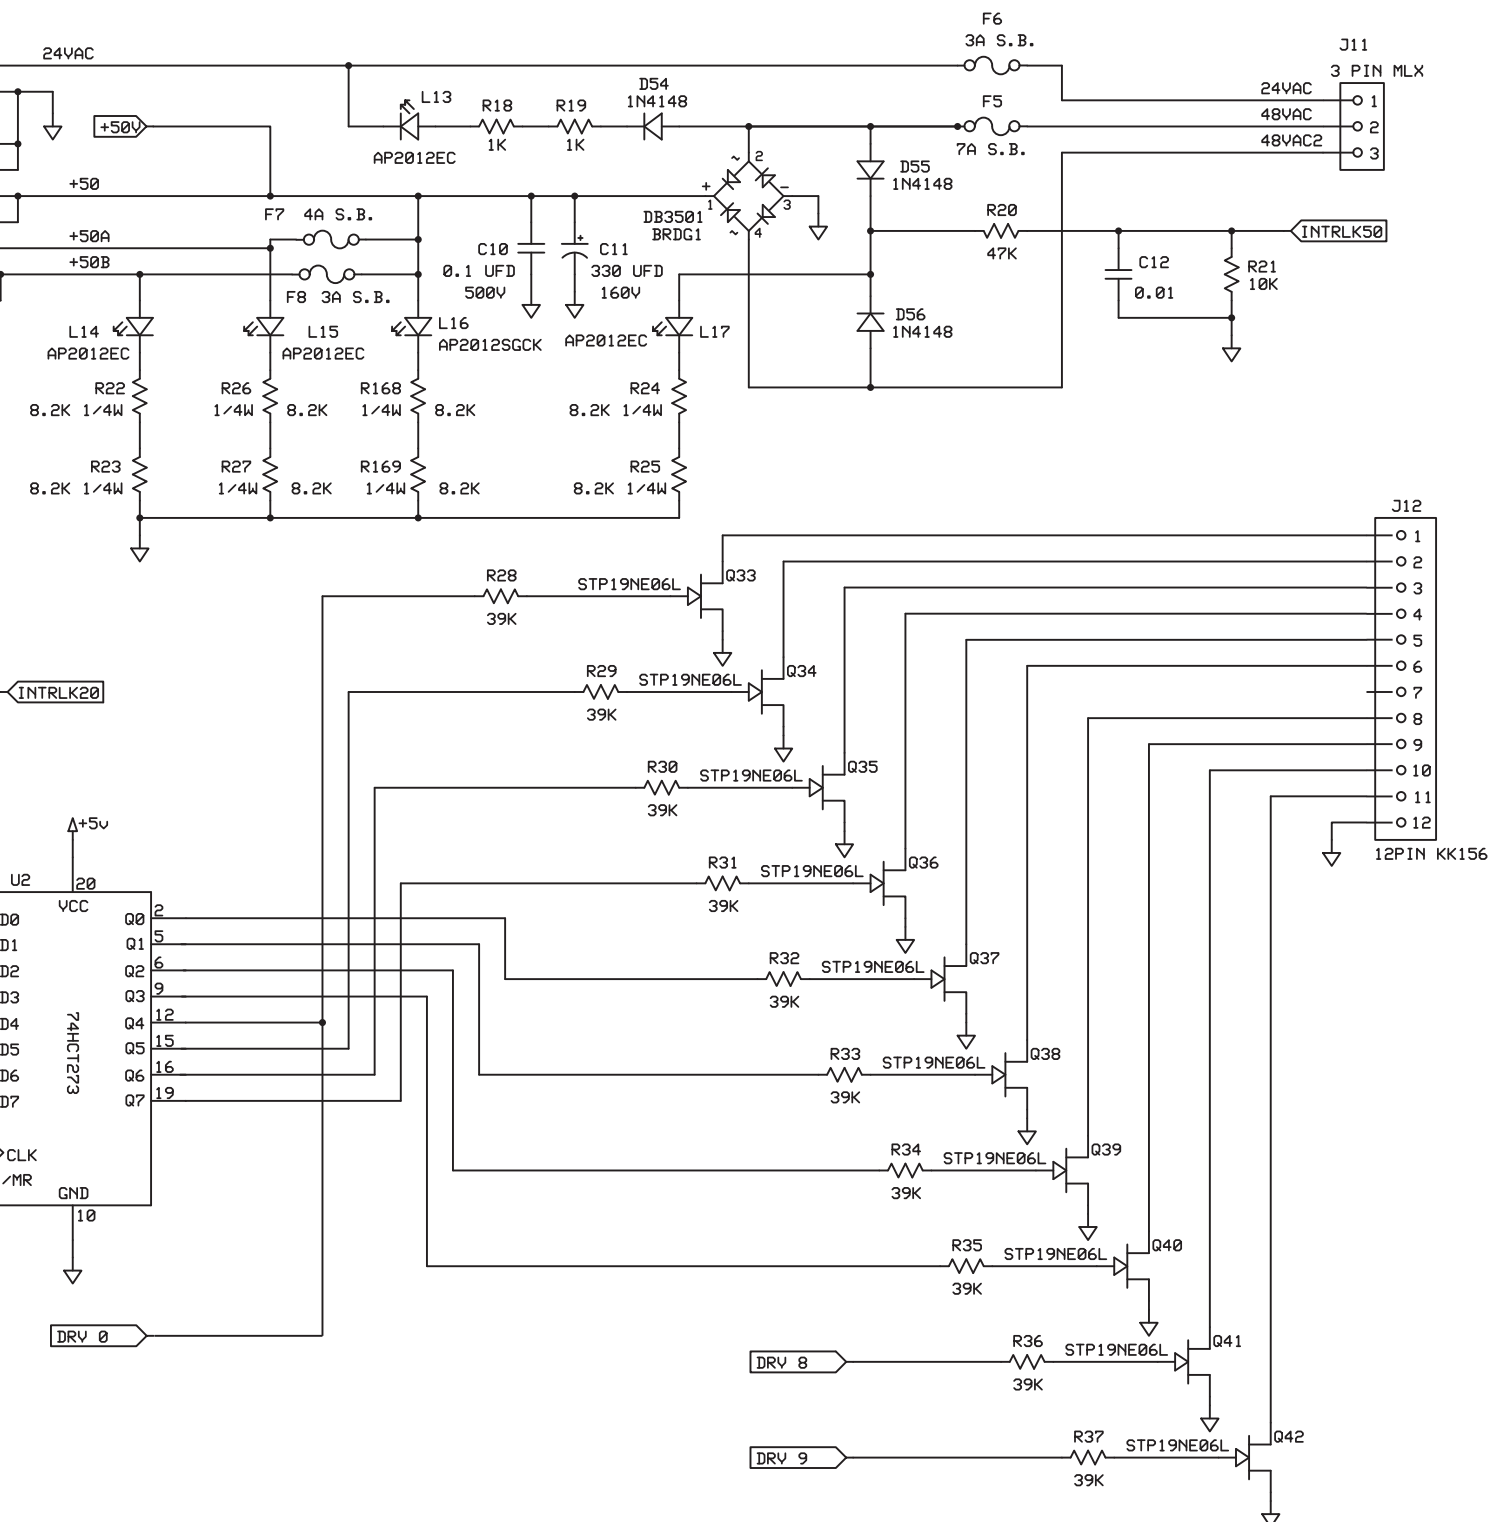 F6
3A S.B.
J11
3 PIN MLX
24VAC
L13
D54
1N4148
R18
R19
F5
24VAC
1
+50V
1K
1K
48VAC
2
AP2012EC
7A S.B.
48VAC2
3
~
2
D55
1N4148
+50
+
−
1
3
F7 4A S.B.
DB3501
BRDG1
~
4
R20
47K
INTRLK50
+50A
+
C10
0.1 UFD
500V
C11
330 UFD
160V
C12
0.01
R21
10K
+50B
F8 3A S.B.
L14
AP2012EC
L15
AP2012EC
L16
AP2012SGCK
AP2012EC
L17
D56
1N4148
R22
8.2K 1/4W
R26
1/4W 8.2K
R168
1/4W 8.2K
R24
8.2K 1/4W
R23
8.2K 1/4W
R27
1/4W 8.2K
R169
1/4W 8.2K
R25
8.2K 1/4W
J12
1
2
3
4
5
6
7
8
9
10
11
12
12PIN KK156
R28
39K
STP19NE06L
Q33
R29
39K
STP19NE06L
Q34
INTRLK20
R30
39K
STP19NE06L
Q35
R31
39K
STP19NE06L
Q36
R32
39K
STP19NE06L
Q37
R33
39K
STP19NE06L
Q38
R34
39K
STP19NE06L
Q39
R35
39K
STP19NE06L
Q40
R36
39K
STP19NE06L
Q41
R37
39K
STP19NE06L
Q42
+5v
U2
20
VCC
D0 Q0 2
D1 Q1 5
D2 Q2 6
D3 Q3 9
D4 Q4 12
D5 Q5 15
D6 Q6 16
D7 Q7 19
74HCT273
CLK
/MR
GND
10
DRV 0
DRV 8
DRV 9